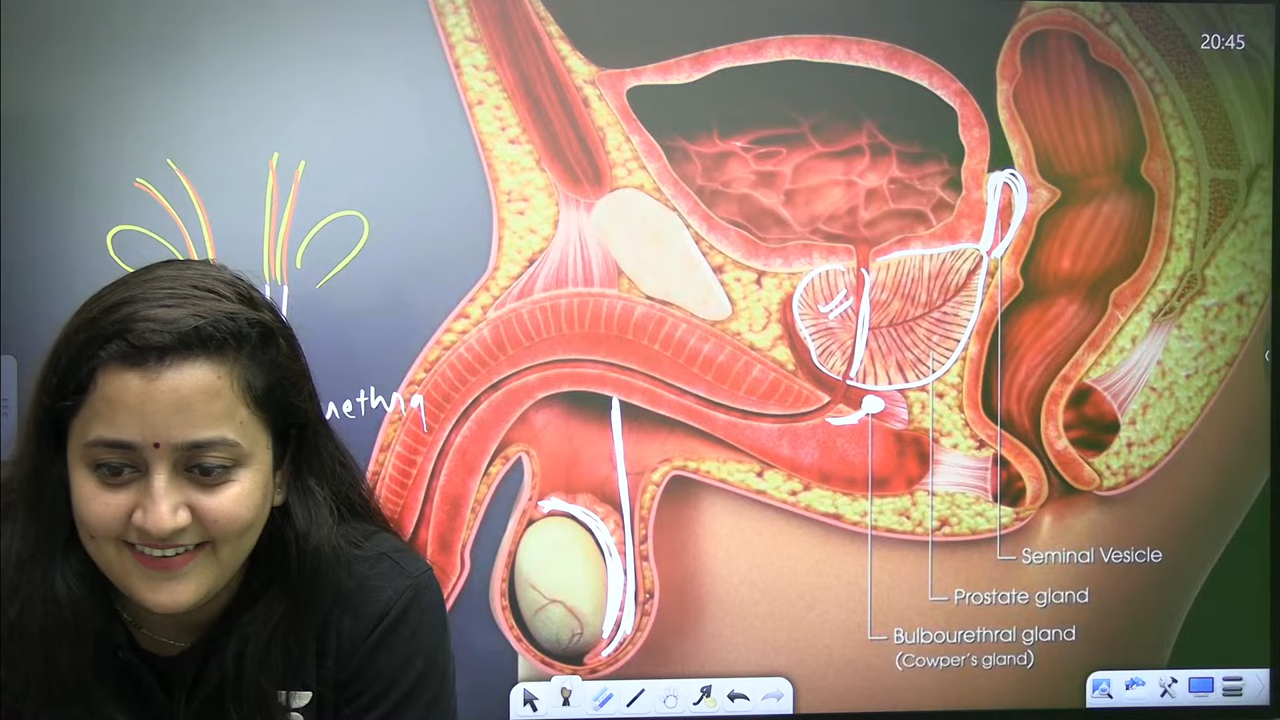 20:45
urethra
Seminal Vesicle
Prostate gland
Bulbourethral gland
(Cowper's gland)